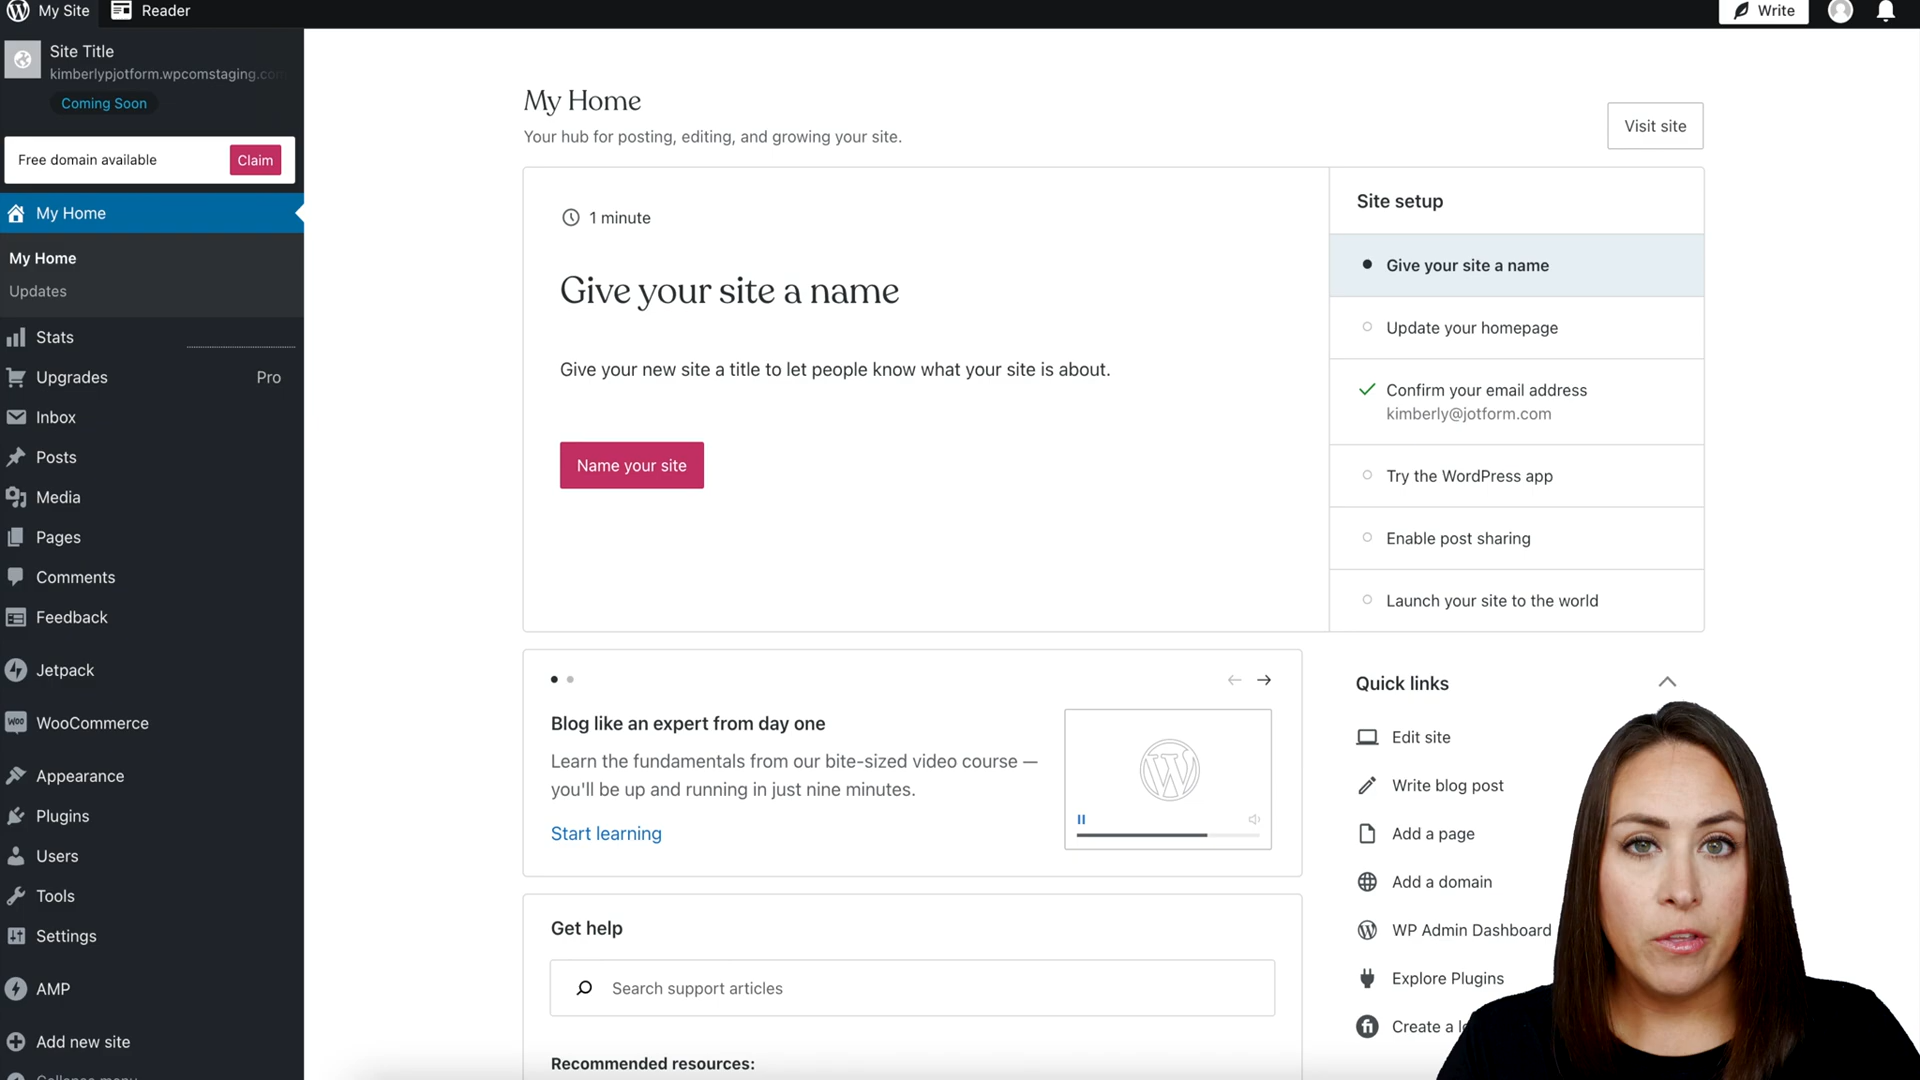 My Site
Reader
Write
Site Title
kimberlypjotform.wpcomstaging.co
Coming Soon
Free domain available
Claim
My Home
My Home
Updates
Stats
Upgrades
Pro
Inbox
Posts
Media
Pages
Comments
Feedback
Jetpack
WooCommerce
Appearance
Plugins
Users
Tools
Settings
AMP
Add new site
Collapse menu
My Home
Your hub for posting, editing, and growing your site.
Visit site
1 minute
Give your site a name
Give your new site a title to let people know what your site is about.
Name your site
Site setup
Give your site a name
Update your homepage
Confirm your email address
kimberly@jotform.com
Try the WordPress app
Enable post sharing
Launch your site to the world
Blog like an expert from day one
Learn the fundamentals from our bite-sized video course —
you'll be up and running in just nine minutes.
Start learning
Get help
Search support articles
Recommended resources:
Quick links
Edit site
Write blog post
Add a page
Add a domain
WP Admin Dashboard
Explore Plugins
Create a lo